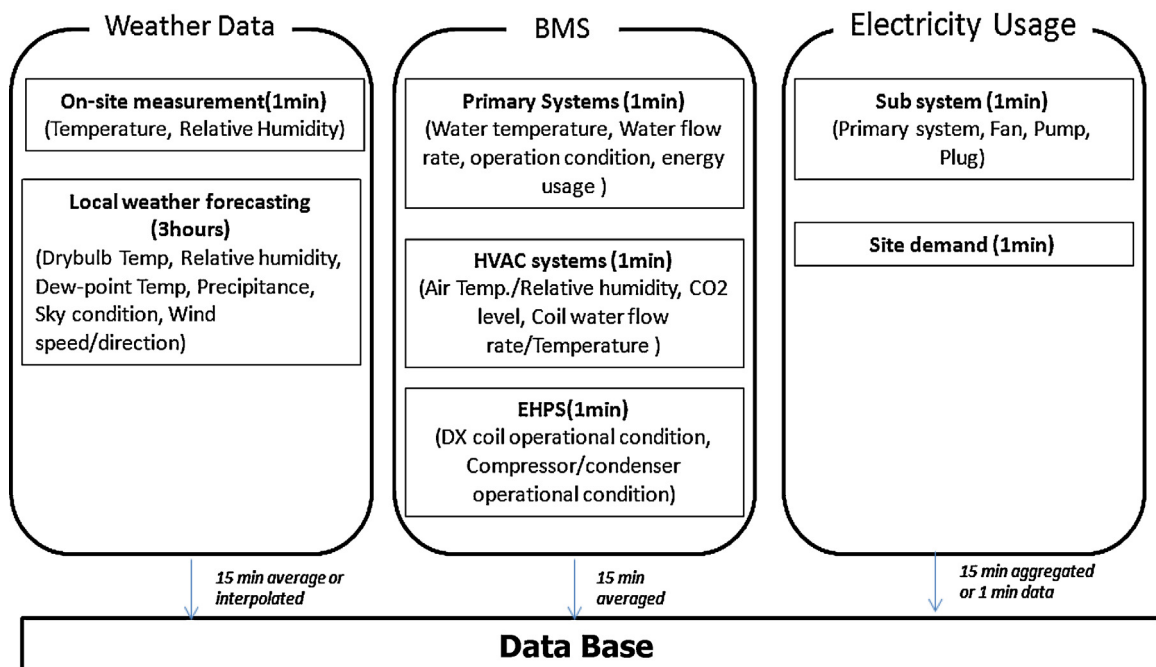 Weather Data
On-site measurement(1min)
(Temperature, Relative Humidity)
Local weather forecasting
(3hours)
(Drybulb Temp, Relative humidity,
Dew-point Temp, Precipitance,
Sky condition, Wind
speed/direction)
BMS
Primary Systems (1min)
(Water temperature, Water flow
rate, operation condition, energy
usage )
HVAC systems (1min)
(Air Temp./Relative humidity, CO2
level, Coil water flow
rate/Temperature )
EHPS(1min)
(DX coil operational condition,
Compressor/condenser
operational condition)
Electricity Usage
Sub system (1min)
(Primary system, Fan, Pump,
Plug)
Site demand (1min)
15 min average or
interpolated
15 min
averaged
15 min aggregated
or 1 min data
Data Base